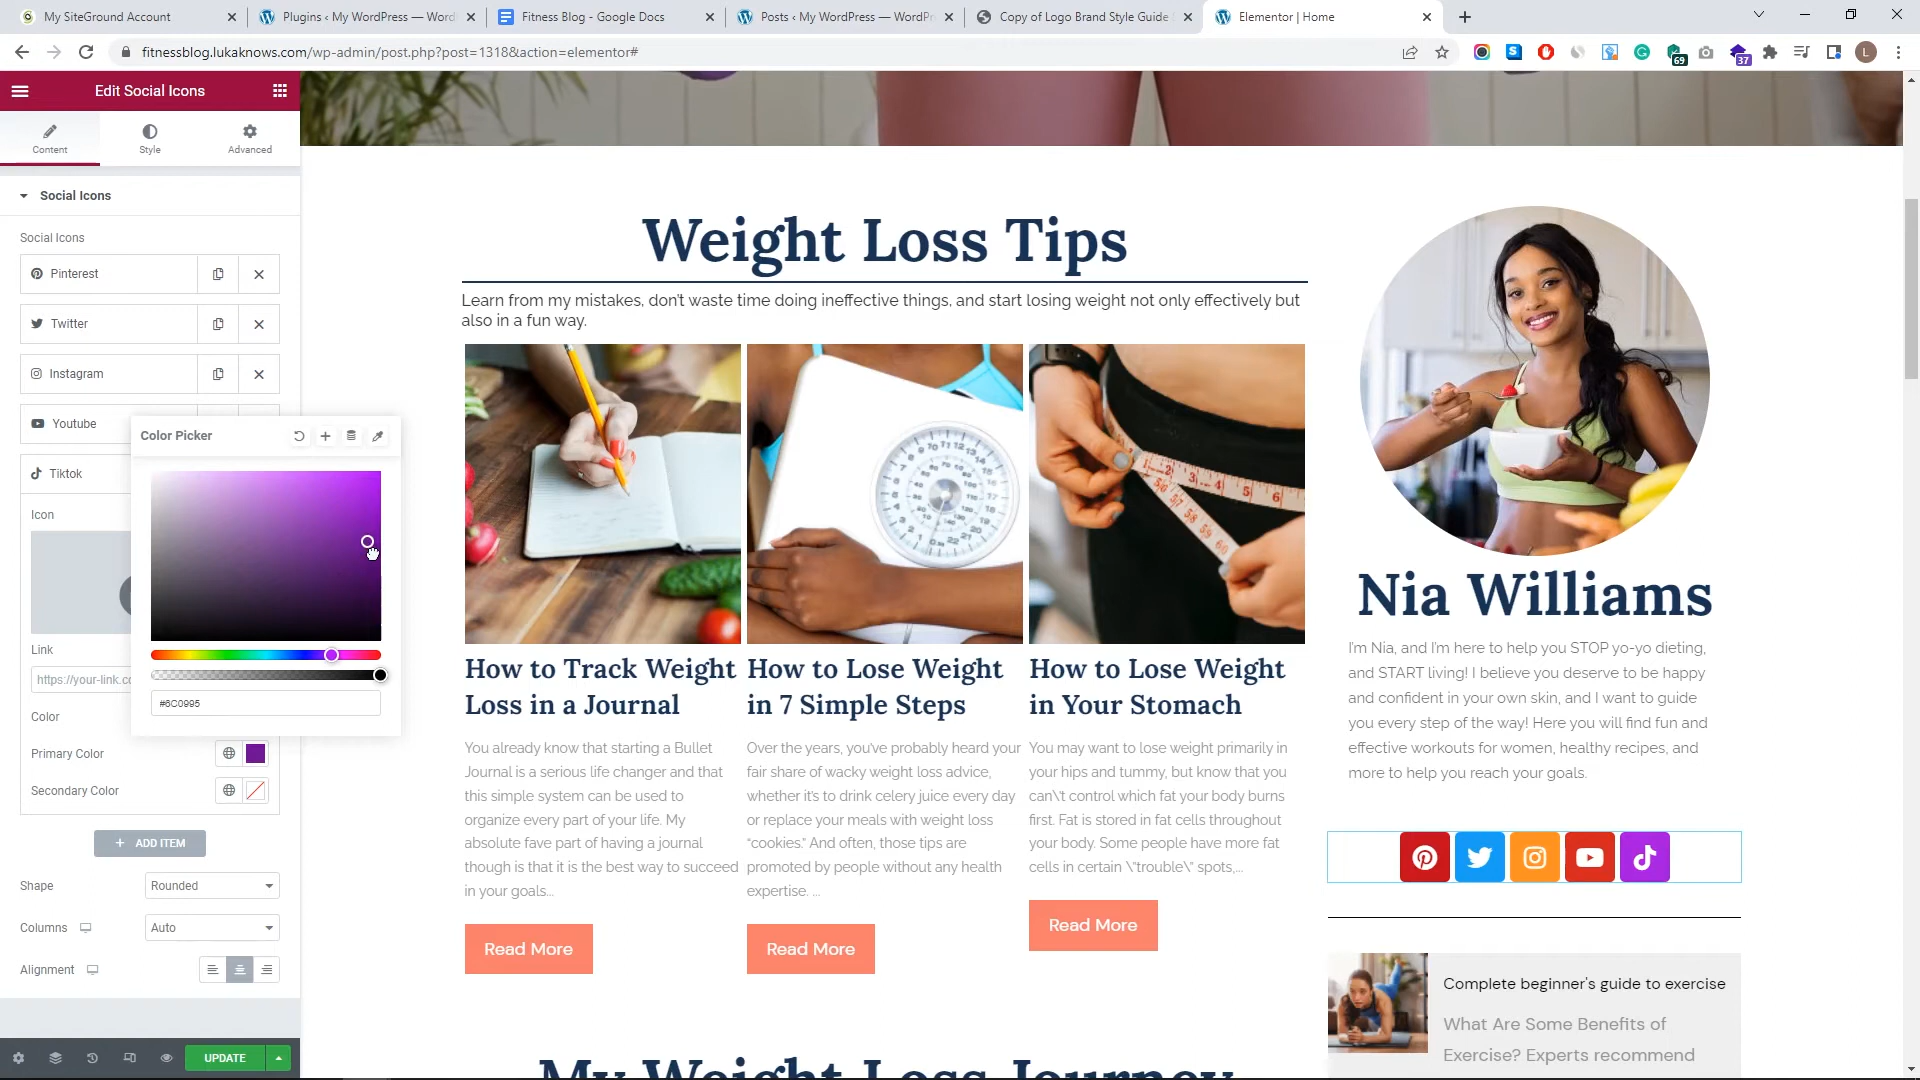 My SiteGround Account
Plugins ‹ My WordPress — Word
Fitness Blog - Google Docs
Posts ‹ My WordPress — WordPr
Copy of Logo Brand Style Guide
Elementor | Home
fitnessblog.lukaknows.com/wp-admin/post.php?post=1318&action=elementor#
69
37
L
Edit Social Icons
Content
Style
Advanced
Social Icons
Social Icons
Pinterest
Twitter
Instagram
Youtube
Color Picker
Tiktok
Icon
Link
https://your-link.co
#6C0995
Color
Primary Color
Secondary Color
+ ADD ITEM
Shape
Rounded
Columns
Auto
Alignment
UPDATE
Weight Loss Tips
Learn from my mistakes, don't waste time doing ineffective things, and start losing weight not only effectively but
also in a fun way.
How to Track Weight
Loss in a Journal
You already know that starting a Bullet
Journal is a serious life changer and that
this simple system can be used to
organize every part of your life. My
absolute fave part of having a journal
though is that it is the best way to succeed
in your goals...
Read More
How to Lose Weight
in 7 Simple Steps
Over the years, you've probably heard your
fair share of wacky weight loss advice,
whether it's to drink celery juice every day
or replace your meals with weight loss
"cookies." And often, those tips are
promoted by people without any health
expertise. ...
Read More
How to Lose Weight
in Your Stomach
You may want to lose weight primarily in
your hips and tummy, but know that you
can\'t control which fat your body burns
first. Fat is stored in fat cells throughout
your body. Some people have more fat
cells in certain \"trouble\" spots,...
Read More
Nia Williams
I'm Nia, and I'm here to help you STOP yo-yo dieting,
and START living! I believe you deserve to be happy
and confident in your own skin, and I want to guide
you every step of the way! Here you will find fun and
effective workouts for women, healthy recipes, and
more to help you reach your goals.
Complete beginner's guide to exercise
What Are Some Benefits of
Exercise? Experts recommend
My Weight Loss Journey